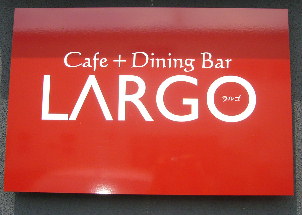 Cafe + Dining Bar
LARGO
ラルゴ